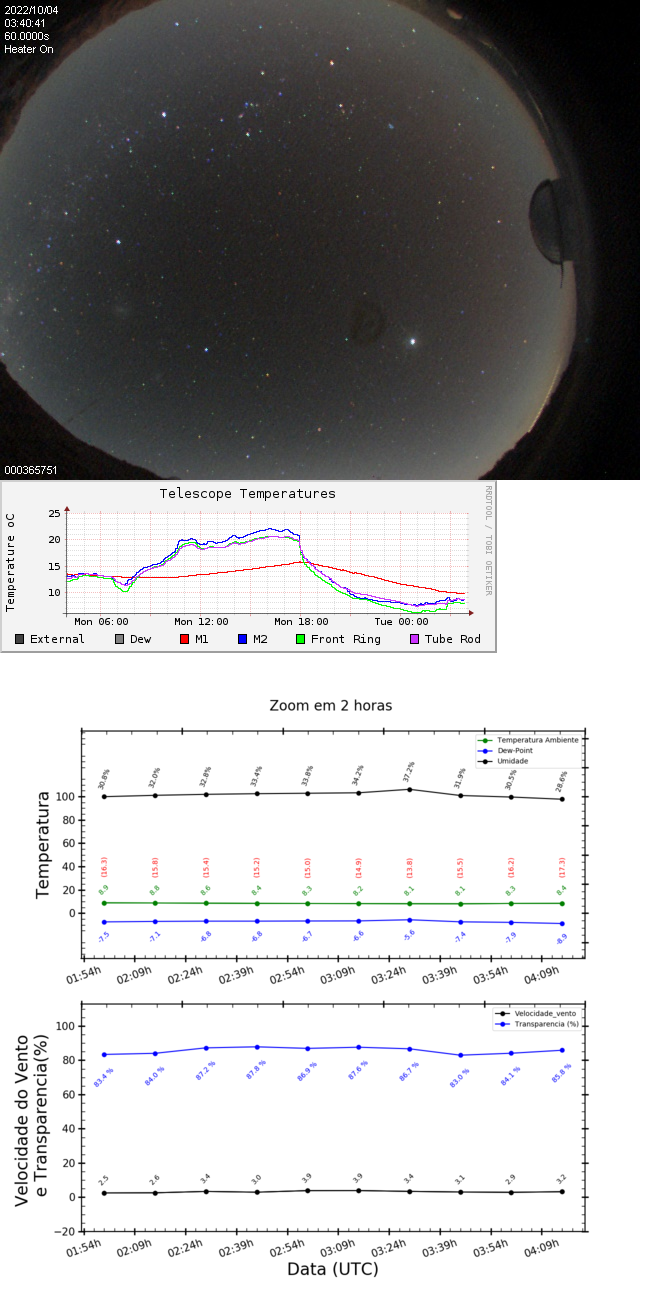 2022/10/04
03:40:41
60.0000s
Heater On
000365751
Telescope Temperatures
RRDTOOL / TOBI OETIKER
Temperature oC
25
20
15
10
Mon 06:00 Mon 12:00 Mon 18:00 Tue 00:00
External Dew M1 M2 Front Ring Tube Rod
Zoom em 2 horas
Temperatura Ambiente
Dew-Point
Umidade
Temperatura
100
80
60
40
20
0
30.8% 32.0% 32.8% 33.4% 33.8% 34.2% 37.2% 31.9% 30.5% 28.6%
(16.3) (15.8) (15.4) (15.2) (15.0) (14.9) (13.8) (15.5) (16.2) (17.3)
8.9 8.8 8.6 8.4 8.3 8.2 8.1 8.1 8.3 8.4
-7.5 -7.1 -6.8 -6.8 -6.7 -6.6 -5.6 -7.4 -7.9 -8.9
01:54h 02:09h 02:24h 02:39h 02:54h 03:09h 03:24h 03:39h 03:54h 04:09h
Velocidade_vento
Transparencia (%)
Velocidade do Vento
e Transparencia(%)
100
80
60
40
20
0
−20
83.4 % 84.0 % 87.2 % 87.8 % 86.9 % 87.6 % 86.7 % 83.0 % 84.1 % 85.8 %
2.5 2.6 3.4 3.0 3.9 3.9 3.4 3.1 2.9 3.2
01:54h 02:09h 02:24h 02:39h 02:54h 03:09h 03:24h 03:39h 03:54h 04:09h
Data (UTC)